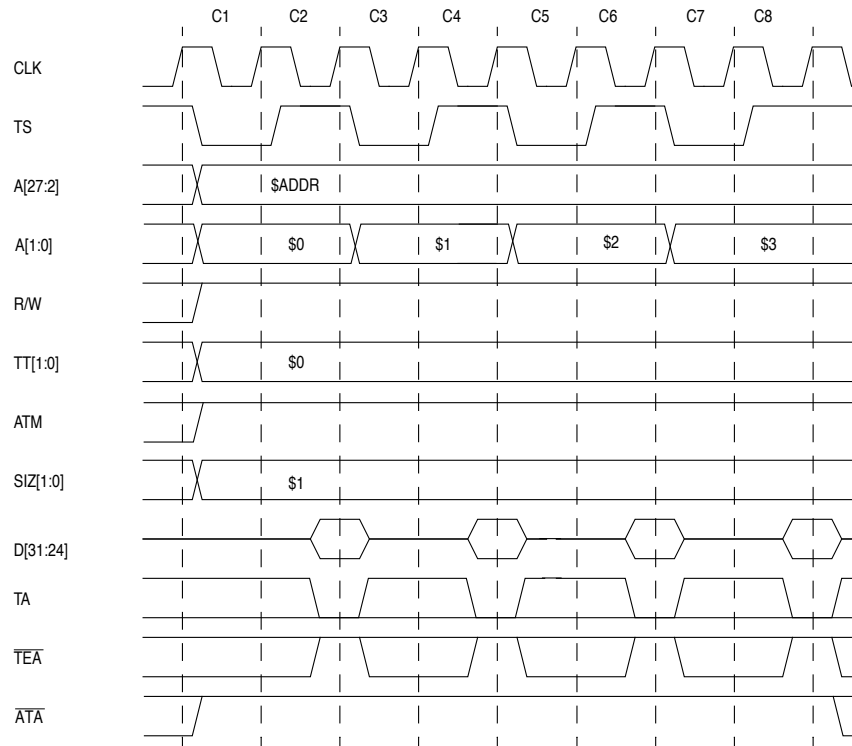 C1 C2 C3 C4 C5 C6 C7 C8
CLK
TS
A[27:2] $ADDR
A[1:0] $0 $1 $2 $3
R/W
TT[1:0] $0
ATM
SIZ[1:0] $1
D[31:24]
TA
TEA
ATA